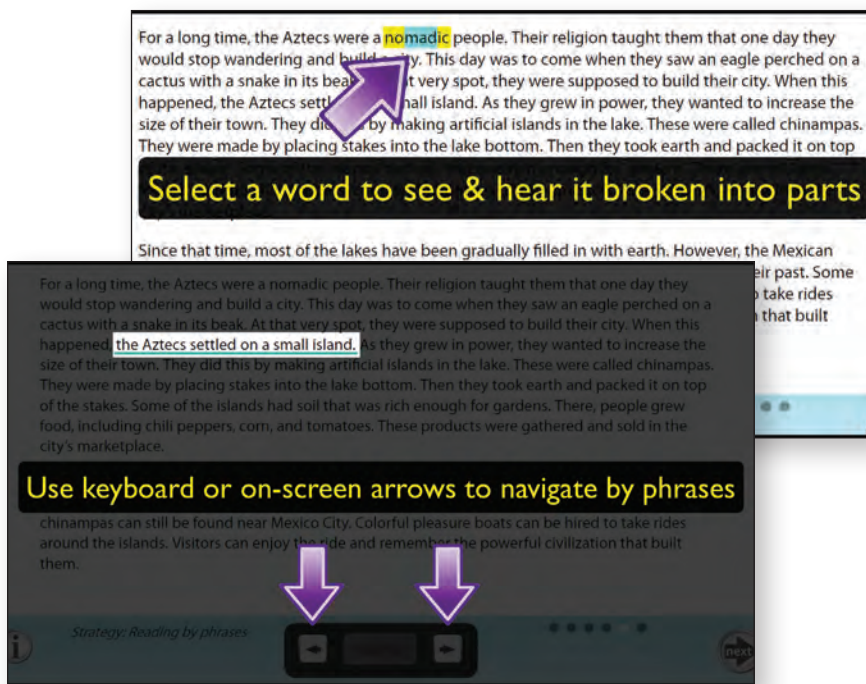 For a long time, the Aztecs were a nomadic people. Their religion taught them that one day they
would stop wandering and build a city. This day was to come when they saw an eagle perched on a
cactus with a snake in its beak. At that very spot, they were supposed to build their city. When this
happened, the Aztecs settled small island. As they grew in power, they wanted to increase the
size of their town. They did by making artificial islands in the lake. These were called chinampas.
They were made by placing stakes into the lake bottom. Then they took earth and packed it on top
Select a word to see & hear it broken into parts
Since that time, most of the lakes have been gradually filled in with earth. However, the Mexican
eir past. Some
take rides
that built
For a long time, the Aztecs were a nomadic people. Their religion taught them that one day they
would stop wandering and build a city. This day was to come when they saw an eagle perched on a
cactus with a snake in its beak. At that very spot, they were supposed to build their city. When this
happened, the Aztecs settled on a small island. As they grew in power, they wanted to increase the
size of their town. They did this by making artificial islands in the lake. These were called chinampas.
They were made by placing stakes into the lake bottom. Then they took earth and packed it on top
of the stakes. Some of the islands had soil that was rich enough for gardens. There, people grew
food, including chili peppers, corn, and tomatoes. These products were gathered and sold in the
city's marketplace.
Use keyboard or on-screen arrows to navigate by phrases
chinampas can still be found near Mexico City. Colorful pleasure boats can be hired to take rides
around the islands. Visitors can enjoy the ride and remember the powerful civilization that built
them.
Strategy: Reading by phrases
i
next